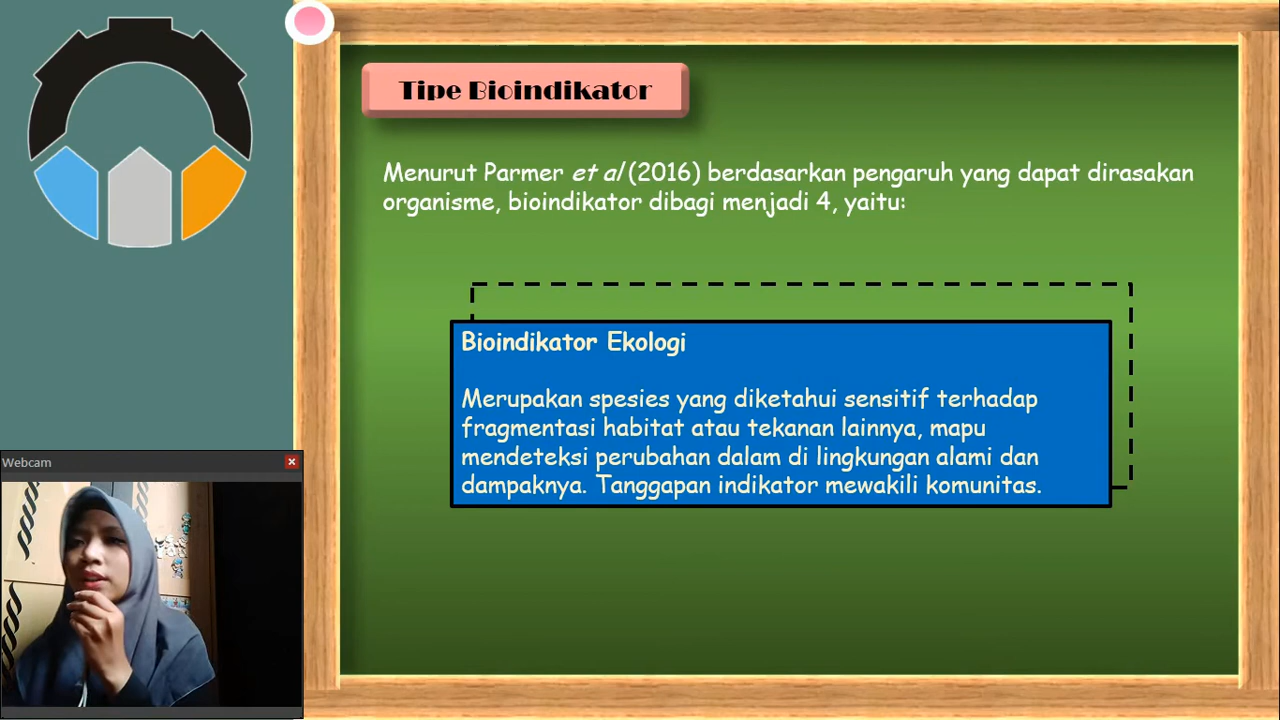 Tipe Bioindikator
Menurut Parmer et al (2016) berdasarkan pengaruh yang dapat dirasakan
organisme, bioindikator dibagi menjadi 4, yaitu:
Bioindikator Ekologi
Merupakan spesies yang diketahui sensitif terhadap
fragmentasi habitat atau tekanan lainnya, mapu
mendeteksi perubahan dalam di lingkungan alami dan
dampaknya. Tanggapan indikator mewakili komunitas.
Webcam